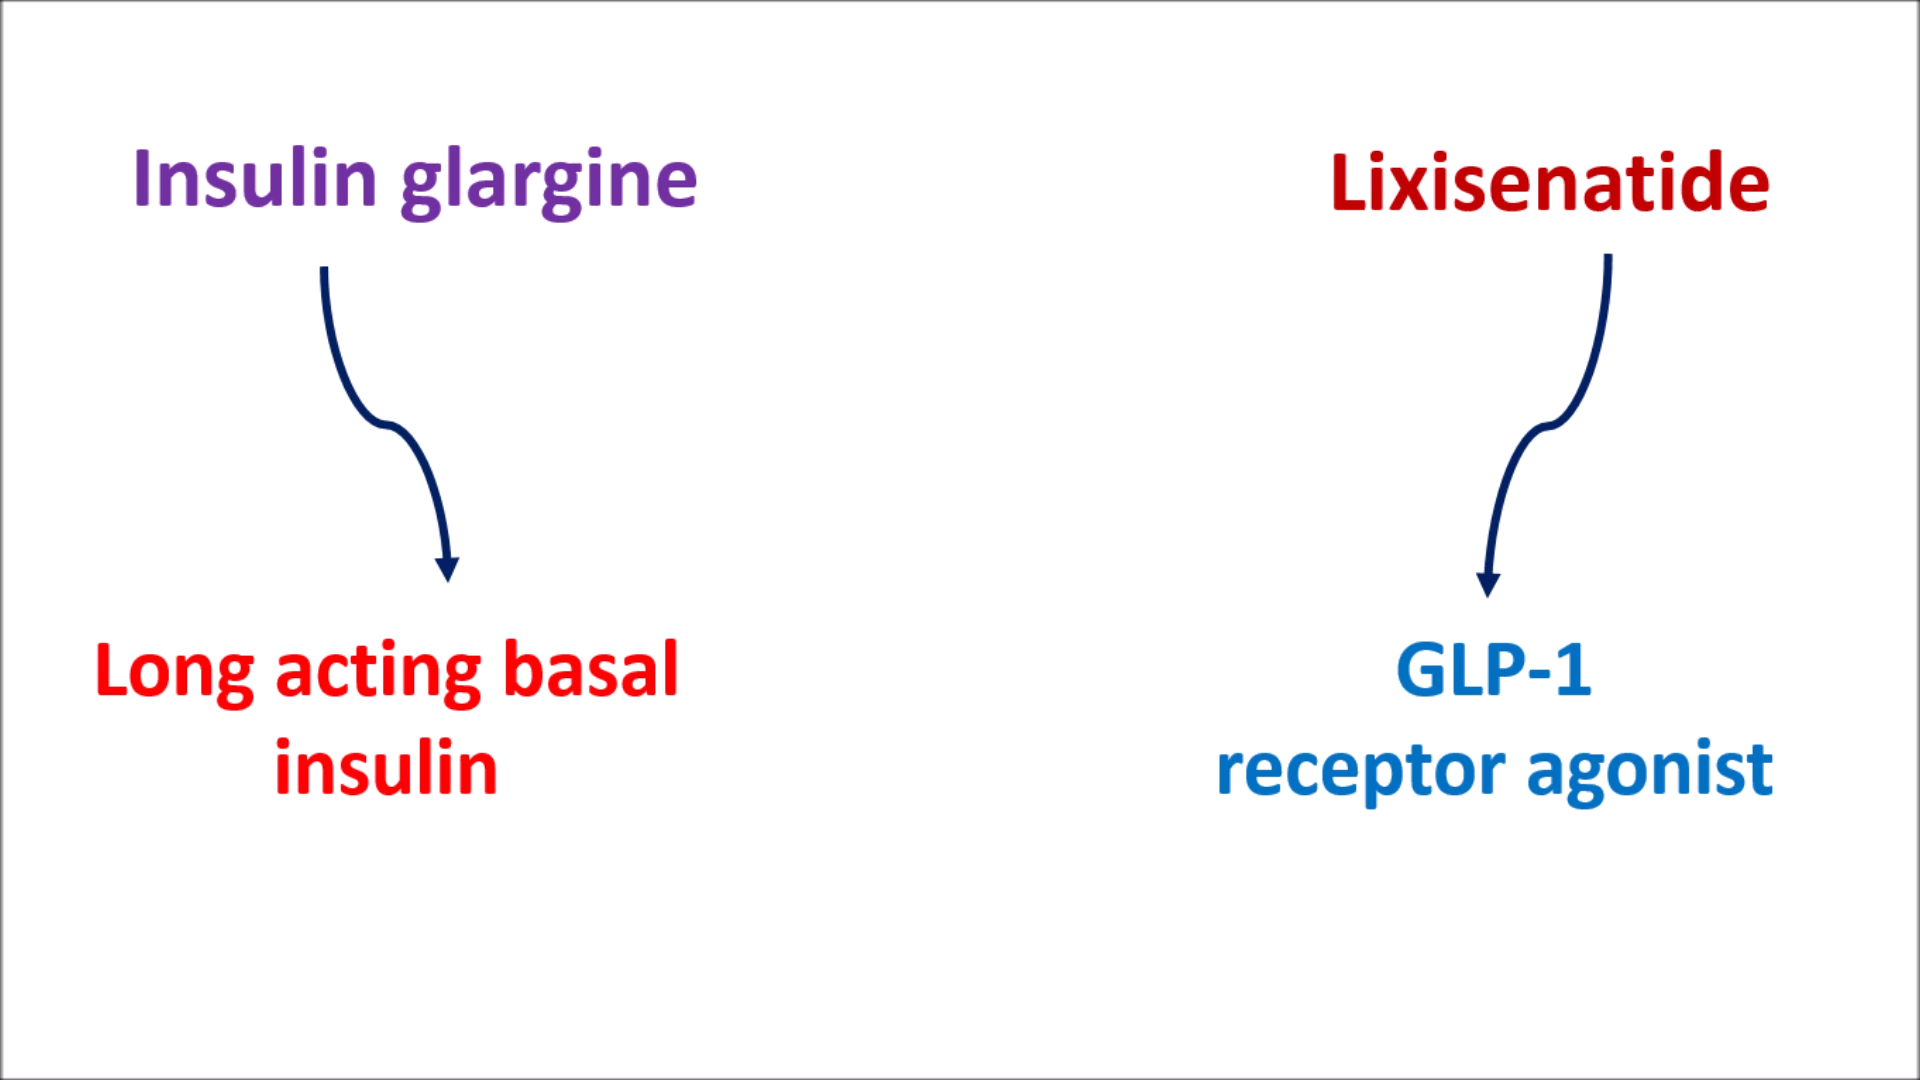 Insulin glargine
Lixisenatide
Long acting basal
insulin
GLP-1
receptor agonist